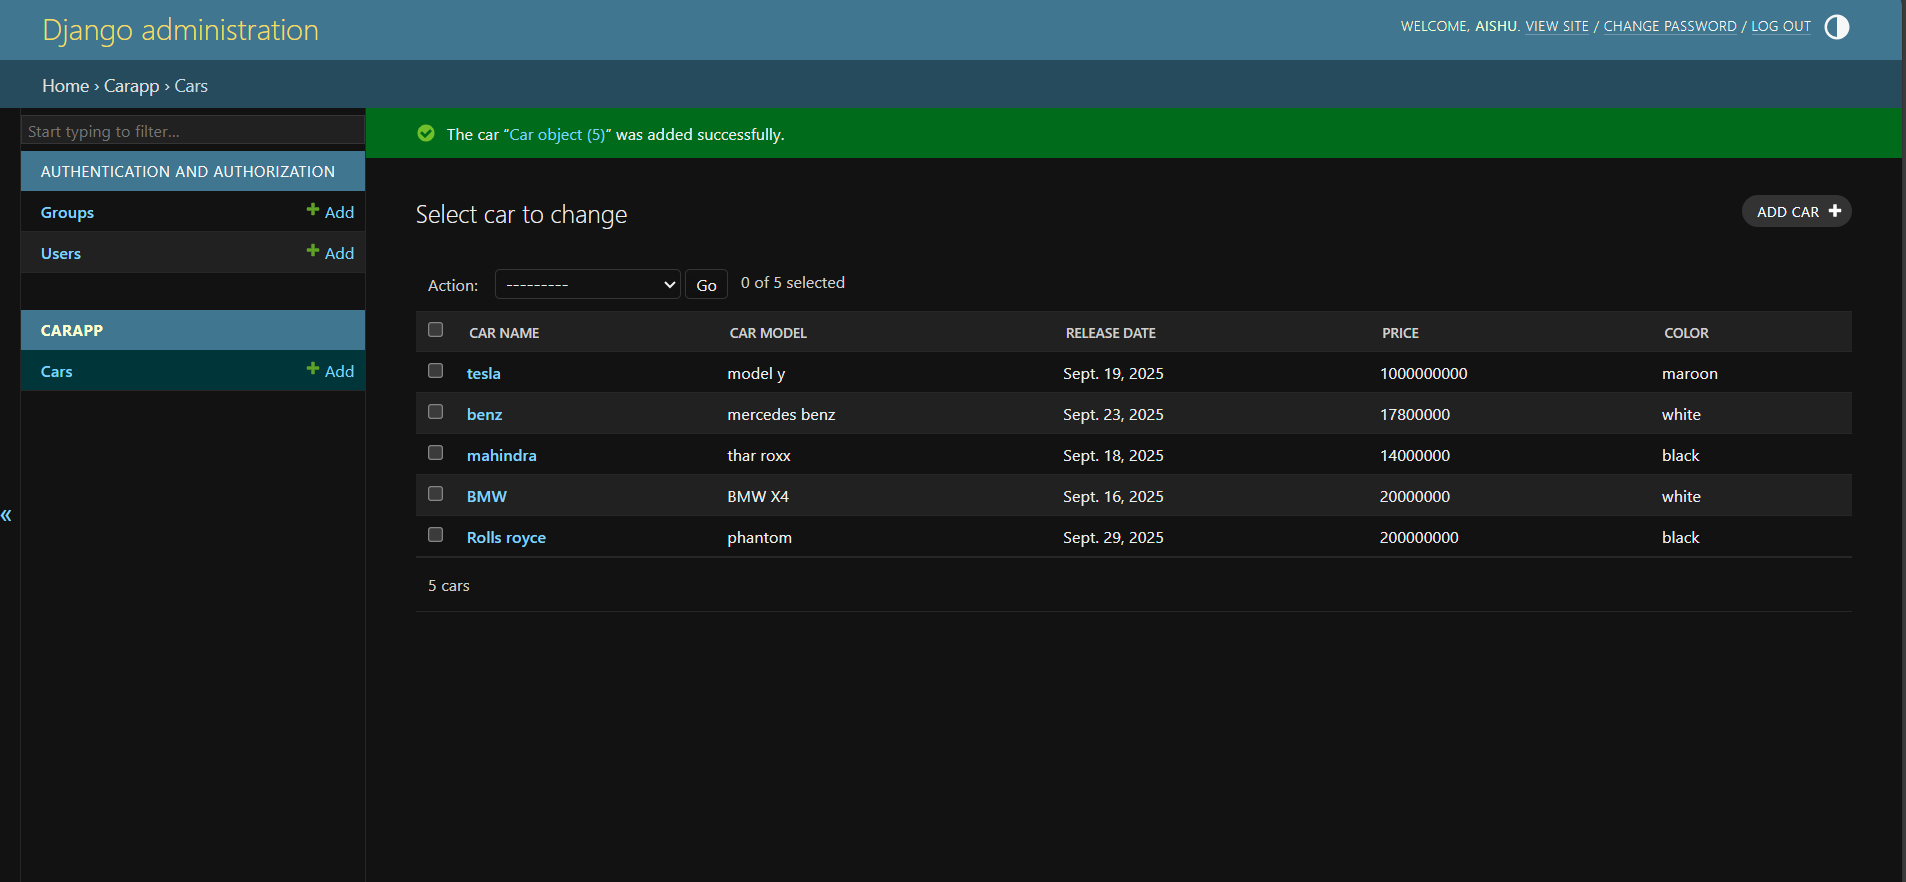 Django administration
WELCOME, AISHU. VIEW SITE / CHANGE PASSWORD / LOG OUT
Home › Carapp › Cars
Start typing to filter...
AUTHENTICATION AND AUTHORIZATION
Groups + Add
Users + Add
CARAPP
Cars + Add
«
The car “Car object (5)” was added successfully.
Select car to change
ADD CAR +
Action: --------- Go 0 of 5 selected
CAR NAME CAR MODEL RELEASE DATE PRICE COLOR
tesla model y Sept. 19, 2025 1000000000 maroon
benz mercedes benz Sept. 23, 2025 17800000 white
mahindra thar roxx Sept. 18, 2025 14000000 black
BMW BMW X4 Sept. 16, 2025 20000000 white
Rolls royce phantom Sept. 29, 2025 200000000 black
5 cars